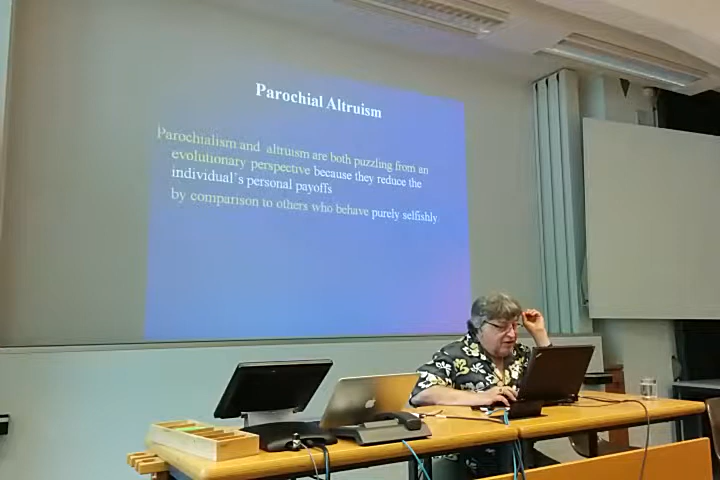 Parochial Altruism
Parochialism and altruism are both puzzling from an
evolutionary perspective because they reduce the
individual's personal payoffs
by comparison to others who behave purely selfishly